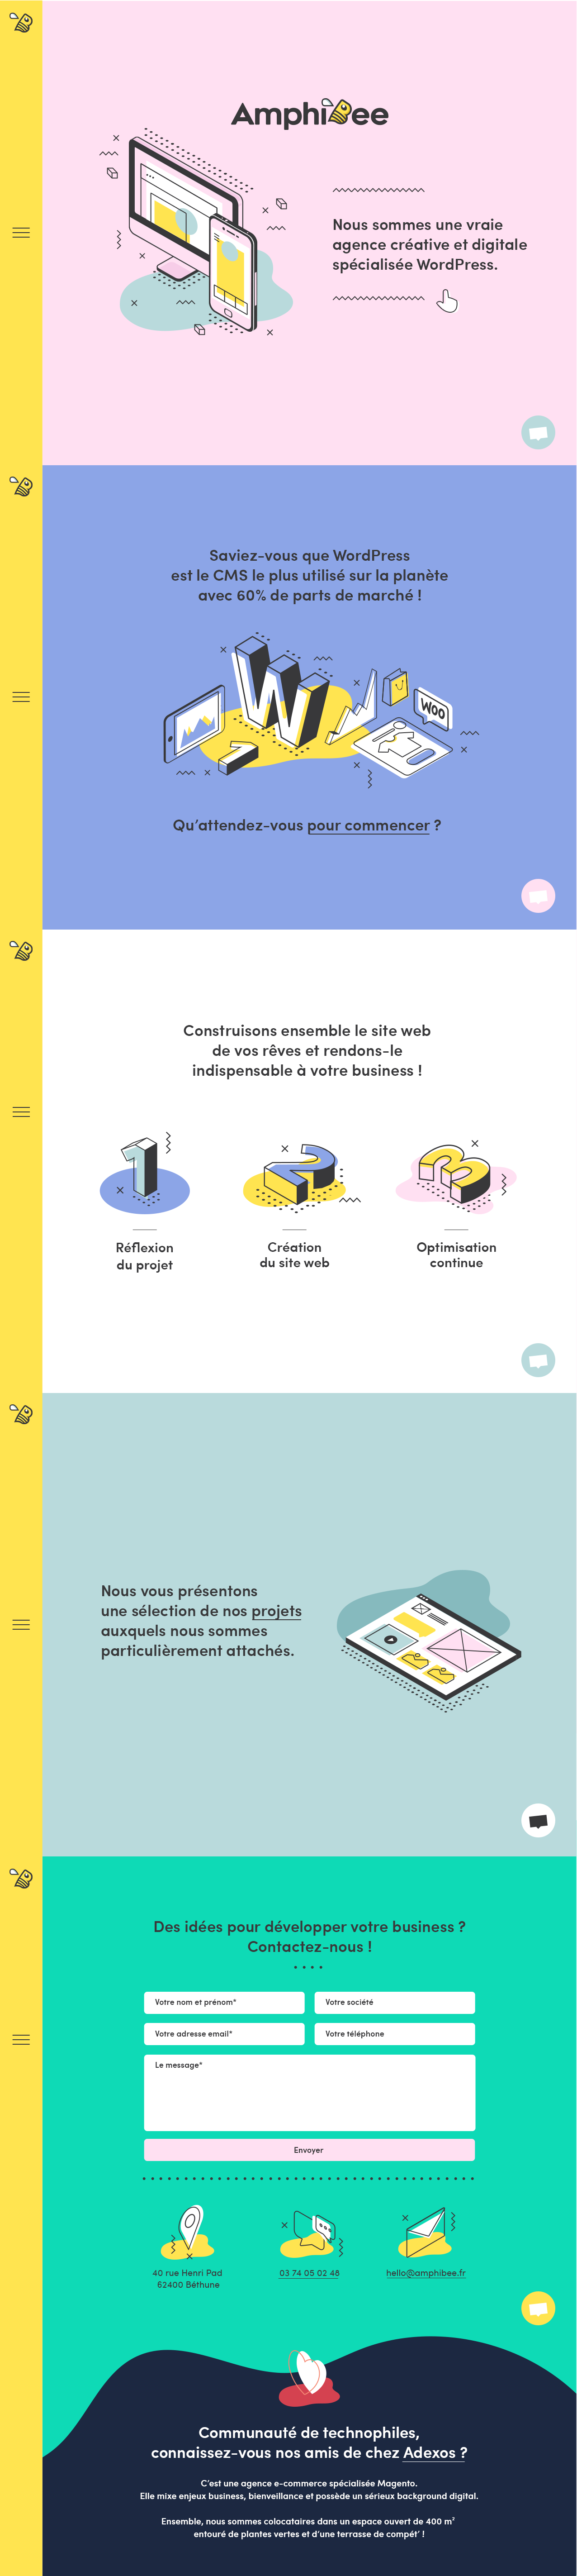 AmphiBee
Nous sommes une vraie
agence créative et digitale
spécialisée WordPress.
Saviez-vous que WordPress
est le CMS le plus utilisé sur la planète
avec 60% de parts de marché !
W
WOO
Qu'attendez-vous pour commencer ?
Construisons ensemble le site web
de vos rêves et rendons-le
indispensable à votre business !
1
2
3
Réflexion
du projet
Création
du site web
Optimisation
continue
Nous vous présentons
une sélection de nos projets
auxquels nous sommes
particulièrement attachés.
Des idées pour développer votre business ?
Contactez-nous !
Votre nom et prénom*
Votre société
Votre adresse email*
Votre téléphone
Le message*
Envoyer
40 rue Henri Pad
62400 Béthune
03 74 05 02 48
hello@amphibee.fr
Communauté de technophiles,
connaissez-vous nos amis de chez Adexos ?
C'est une agence e-commerce spécialisée Magento.
Elle mixe enjeux business, bienveillance et possède un sérieux background digital.
Ensemble, nous sommes colocataires dans un espace ouvert de 400 m²
entouré de plantes vertes et d'une terrasse de compét' !